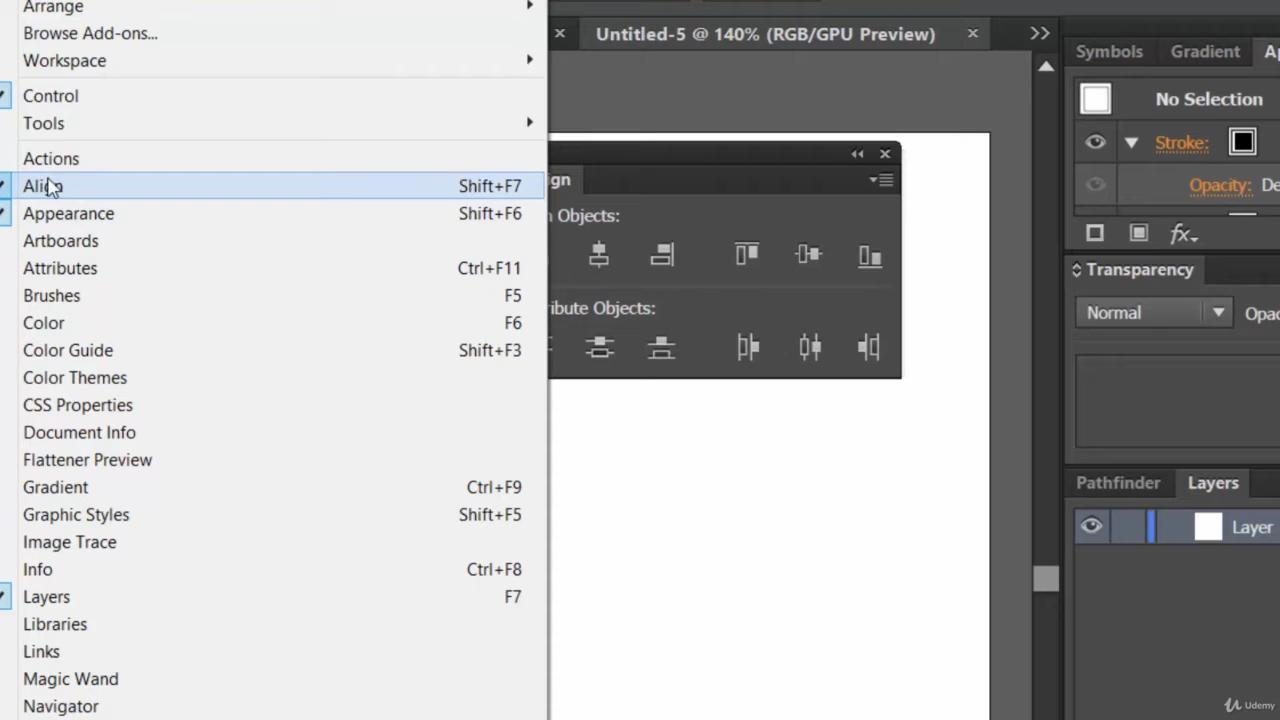 Arrange
Browse Add-ons...
Workspace
Control
Tools
Actions
Align Shift+F7
Appearance Shift+F6
Artboards
Attributes Ctrl+F11
Brushes F5
Color F6
Color Guide Shift+F3
Color Themes
CSS Properties
Document Info
Flattener Preview
Gradient Ctrl+F9
Graphic Styles Shift+F5
Image Trace
Info Ctrl+F8
Layers F7
Libraries
Links
Magic Wand
Navigator
Untitled-5 @ 140% (RGB/GPU Preview)
Objects:
Objects:
Symbols Gradient
No Selection
Stroke:
Opacity:
fx
Transparency
Normal
Pathfinder Layers
Layer
Udemy